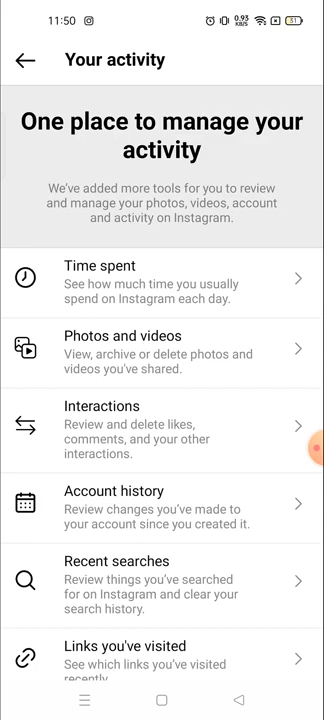 11:50 0.93 KB/S 31
Your activity
One place to manage your
activity
We've added more tools for you to review
and manage your photos, videos, account
and activity on Instagram.
Time spent
See how much time you usually
spend on Instagram each day.
Photos and videos
View, archive or delete photos and
videos you've shared.
Interactions
Review and delete likes,
comments, and your other
interactions.
Account history
Review changes you've made to
your account since you created it.
Recent searches
Review things you've searched
for on Instagram and clear your
search history.
Links you've visited
See which links you've visited
recently.